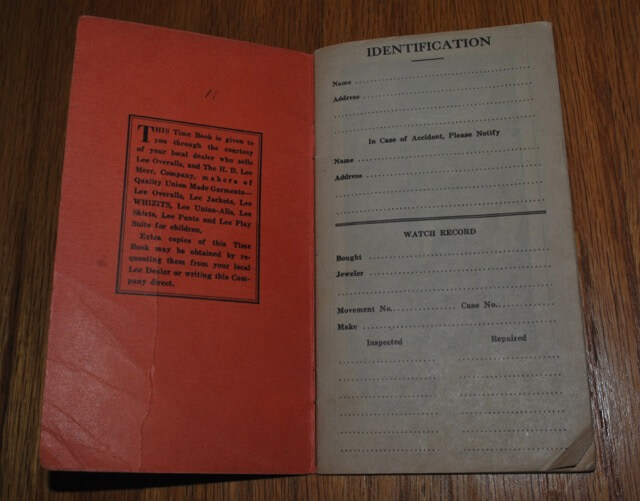 THIS Time Book is given to
you through the courtesy
of your local dealer who sells
Lee Overalls, and The H. D. Lee
Merc. Company, makers of
Quality Union Made Garments—
Lee Overalls, Lee Jackets, Lee
WHIZITS, Lee Union-Alls, Lee
Shirts, Lee Pants and Lee Play
Suits for children.
Extra copies of this Time
Book may be obtained by re-
questing them from your local
Lee Dealer or writing this Com-
pany direct.
IDENTIFICATION
Name
Address
In Case of Accident, Please Notify
Name
Address
WATCH RECORD
Bought
Jeweler
Movement No. Case No.
Make
Inspected Repaired